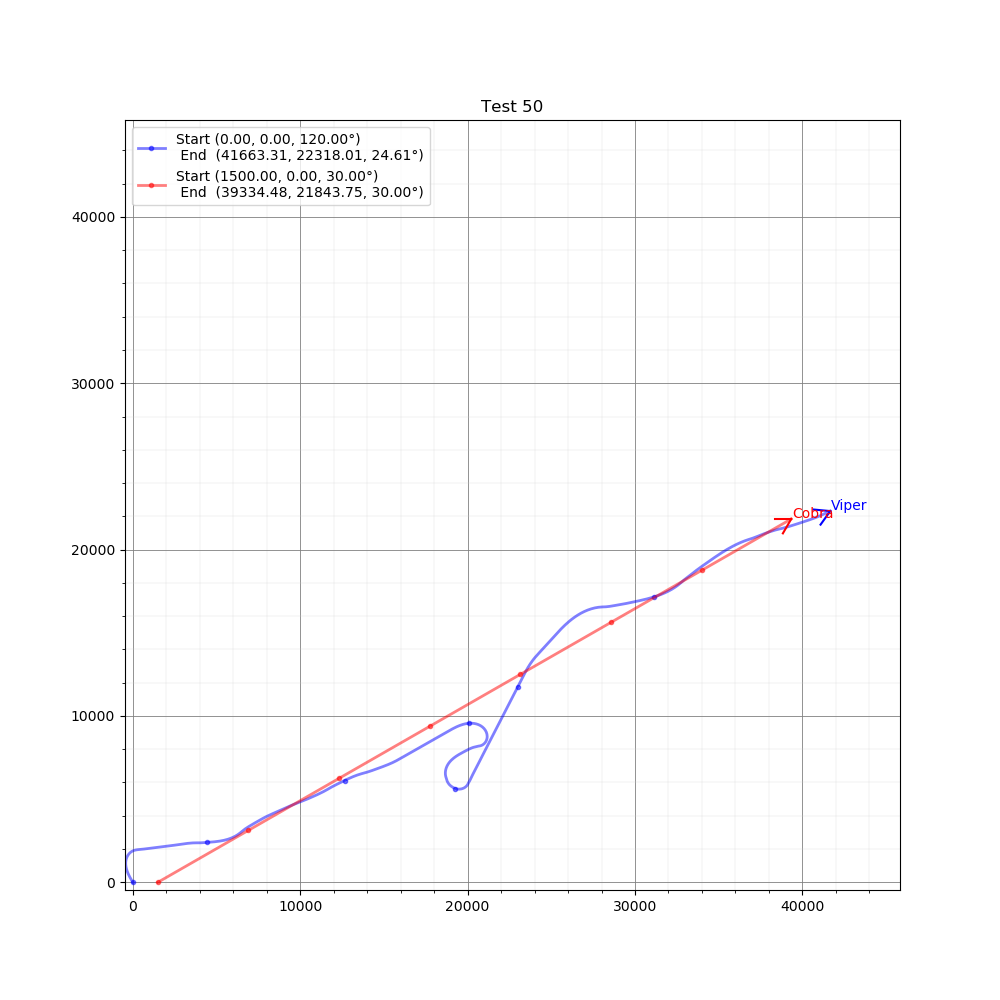 Test 50
Start (0.00, 0.00, 120.00°)
End  (41663.31, 22318.01, 24.61°)
Start (1500.00, 0.00, 30.00°)
End  (39334.48, 21843.75, 30.00°)
40000
30000
20000
10000
0
Viper
Cobra
0 10000 20000 30000 40000